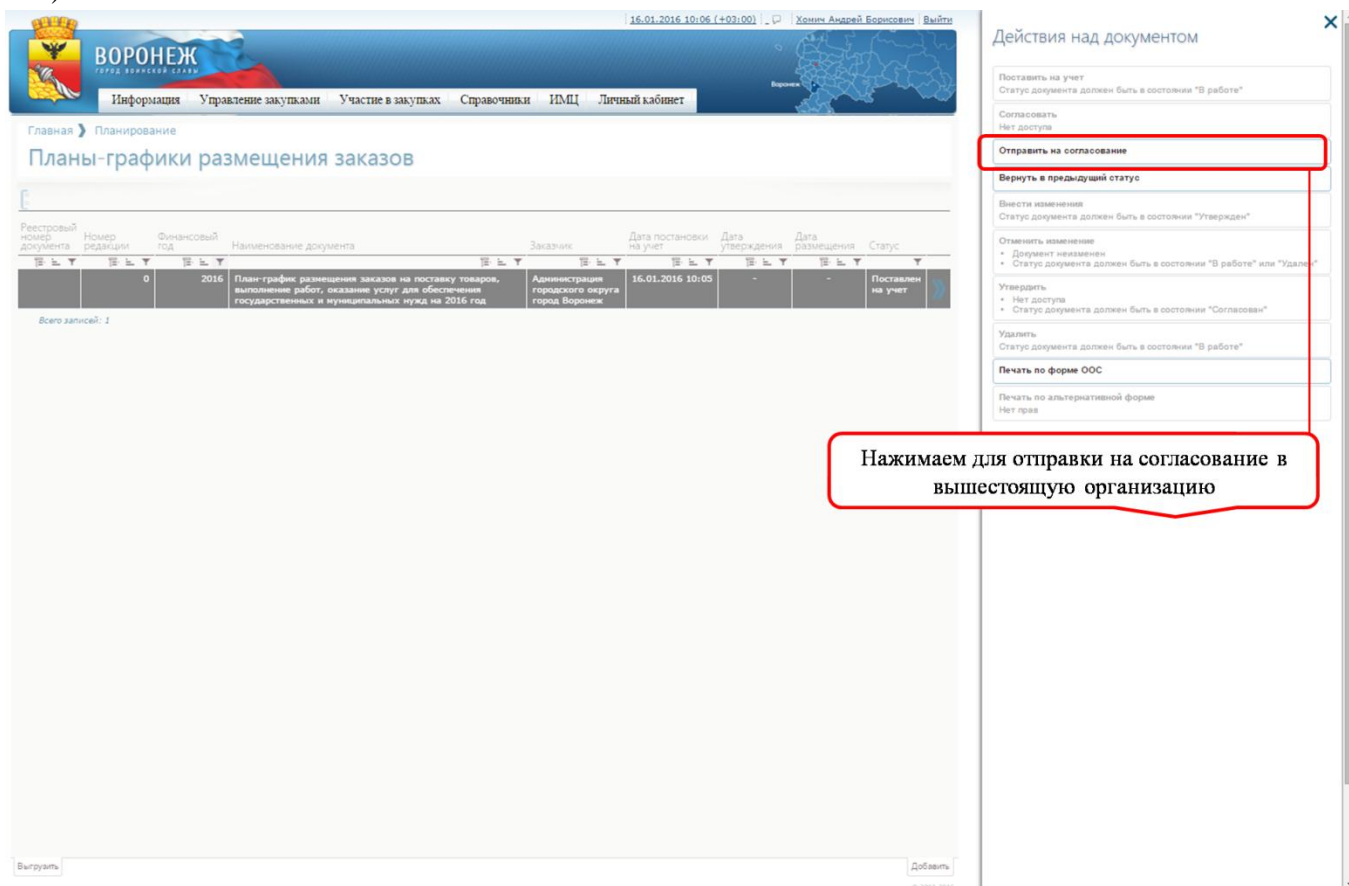 16.01.2016 10:06 (+03:00) Хонич Андрей Борисович Выйти
ВОРОНЕЖ
ГОРОД ВОИНСКОЙ СЛАВЫ
Воронеж
Информация Управление закупками Участие в закупках Справочники ИМЦ Личный кабинет
Главная Планирование
Планы-графики размещения заказов
Реестровый номер документа Номер редакции Финансовый год Наименование документа Заказчик Дата постановки на учет Дата утверждения Дата размещения Статус
0 2016 План-график размещения заказов на поставку товаров, Администрация 16.01.2016 10:05 - - Поставлен
выполнение работ, оказание услуг для обеспечения городского округа на учет
государственных и муниципальных нужд на 2016 год город Воронеж
Всего записей: 1
Выгрузить
Добавить
Действия над документом
Поставить на учет
Статус документа должен быть в состоянии "В работе"
Согласовать
Нет доступа
Отправить на согласование
Вернуть в предыдущий статус
Внести изменения
Статус документа должен быть в состоянии "Утвержден"
Отменить изменение
• Документ неизменен
• Статус документа должен быть в состоянии "В работе" или "Удален"
Утвердить
• Нет доступа
• Статус документа должен быть в состоянии "Согласован"
Удалить
Статус документа должен быть в состоянии "В работе"
Печать по форме ООС
Печать по альтернативной форме
Нет прав
Нажимаем для отправки на согласование в
вышестоящую организацию